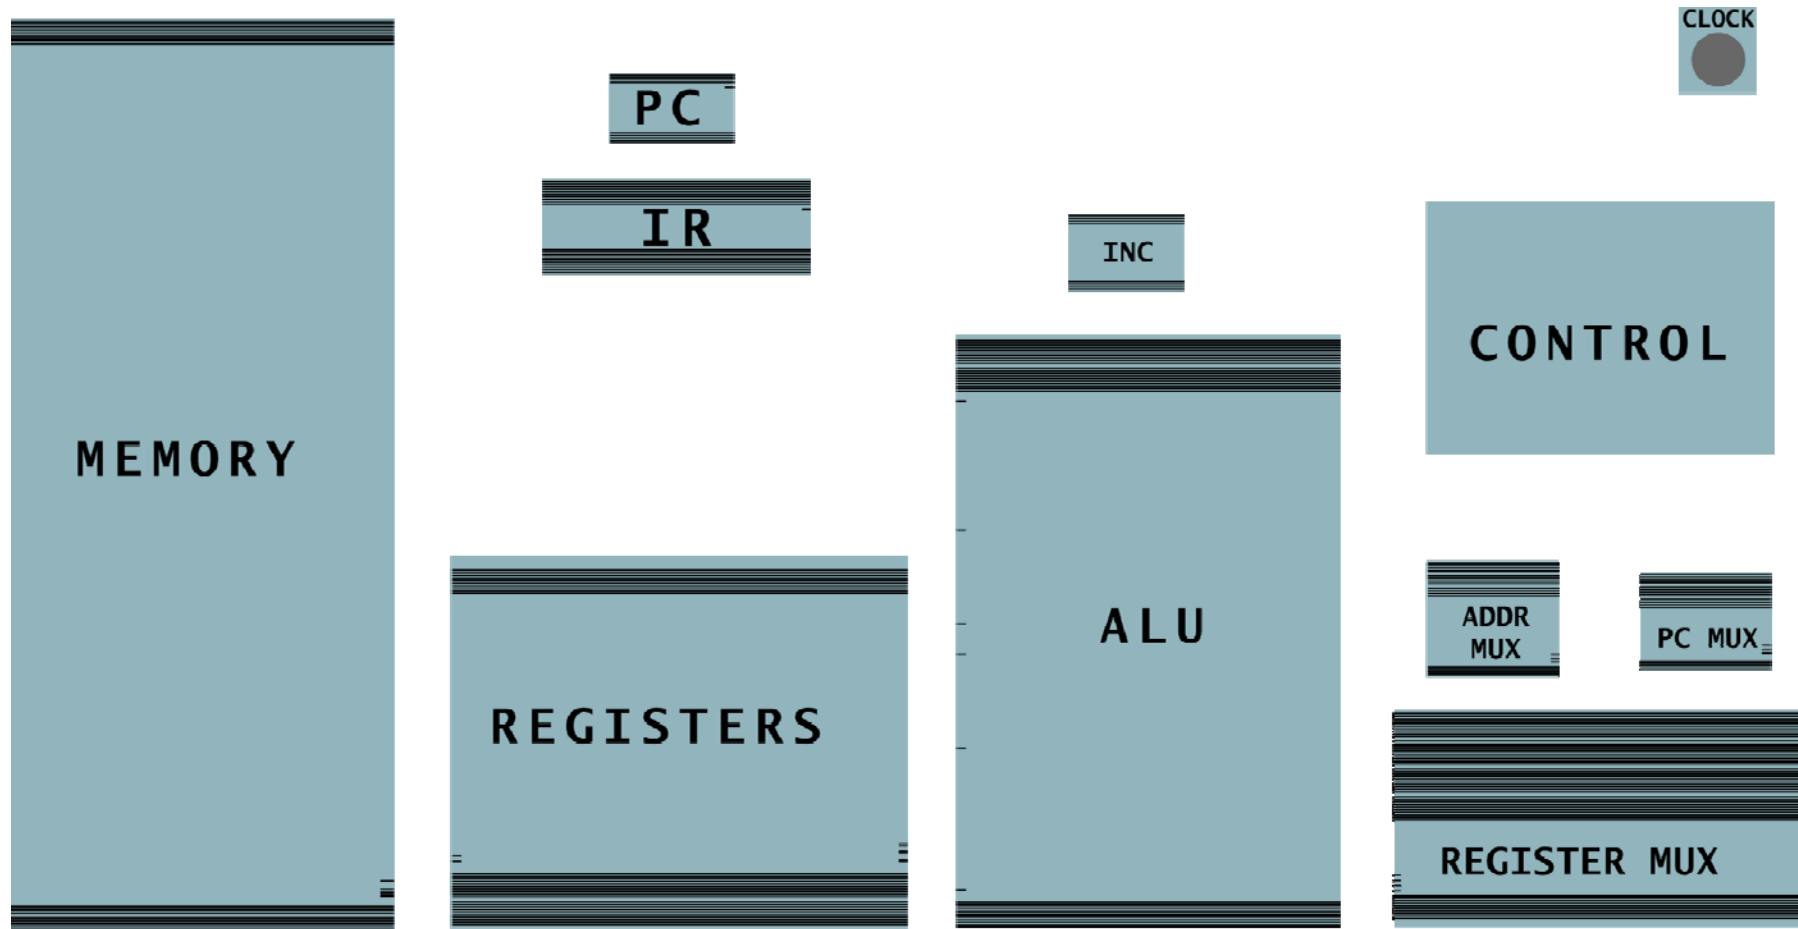 CLOCK
PC
IR
INC
CONTROL
MEMORY
ALU
ADDR
MUX
PC MUX
REGISTERS
REGISTER MUX